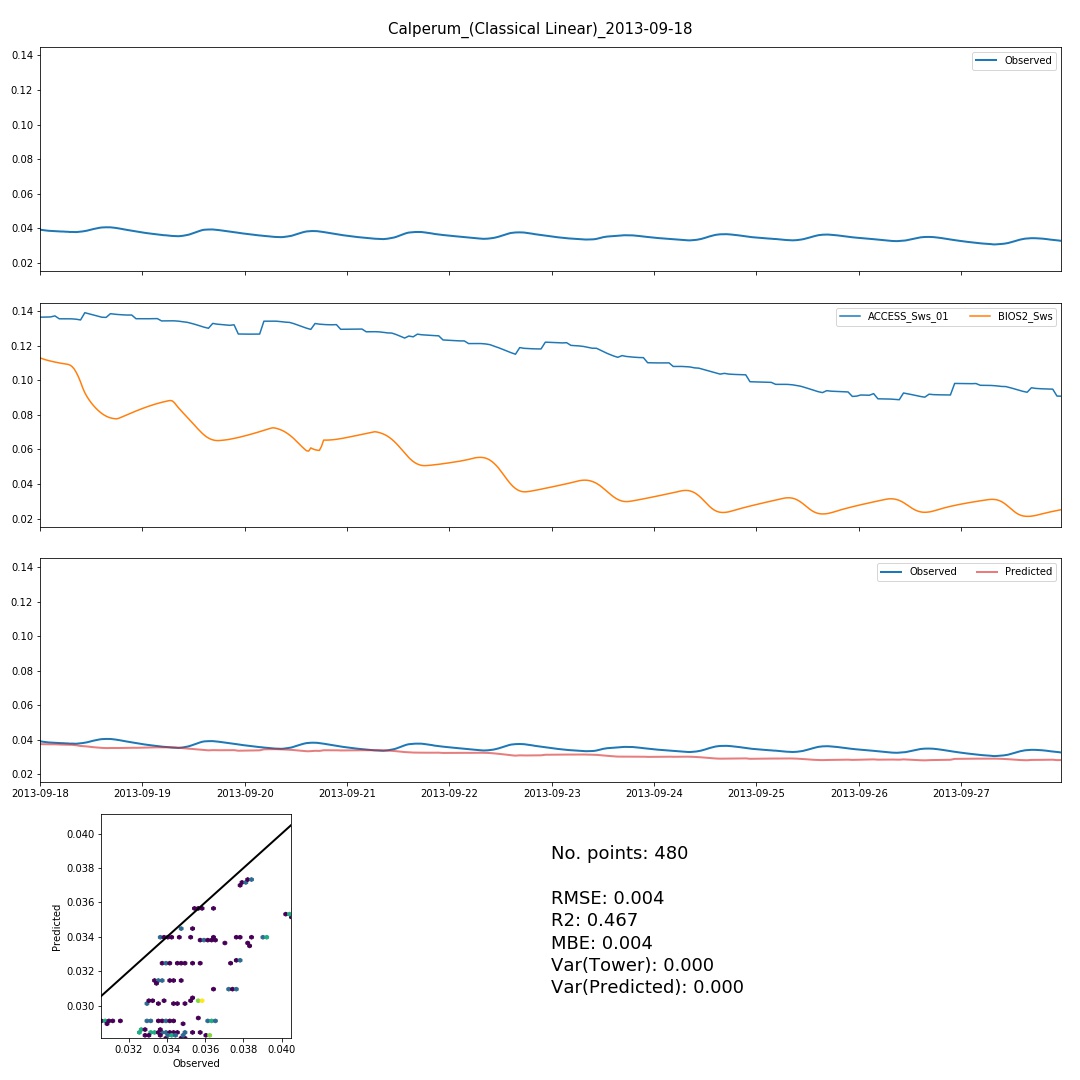 Calperum_(Classical Linear)_2013-09-18
0.14
0.12
0.10
0.08
0.06
0.04
0.02
Observed
0.14
0.12
0.10
0.08
0.06
0.04
0.02
ACCESS_Sws_01 BIOS2_Sws
0.14
0.12
0.10
0.08
0.06
0.04
0.02
Observed Predicted
2013-09-18 2013-09-19 2013-09-20 2013-09-21 2013-09-22 2013-09-23 2013-09-24 2013-09-25 2013-09-26 2013-09-27
0.040
0.038
0.036
0.034
0.032
0.030
Predicted
0.032 0.034 0.036 0.038 0.040
Observed
No. points: 480
RMSE: 0.004
R2: 0.467
MBE: 0.004
Var(Tower): 0.000
Var(Predicted): 0.000